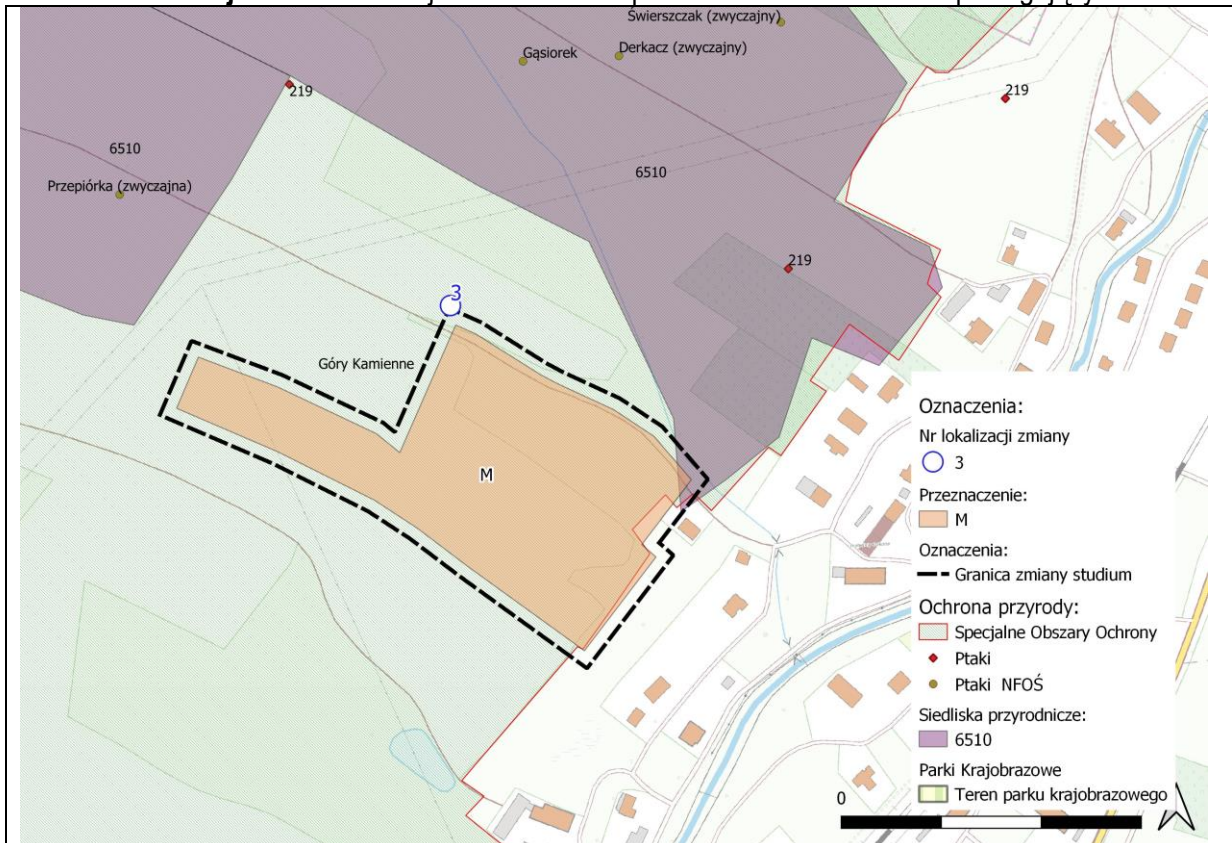 Świerszczak (zwyczajny)
Gąsiorek
Derkacz (zwyczajny)
219
219
6510
6510
Przepiórka (zwyczajna)
219
3
Góry Kamienne
M
Oznaczenia:
Nr lokalizacji zmiany
3
Przeznaczenie:
M
Oznaczenia:
Granica zmiany studium
Ochrona przyrody:
Specjalne Obszary Ochrony
Ptaki
Ptaki NFOŚ
Siedliska przyrodnicze:
6510
Parki Krajobrazowe
Teren parku krajobrazowego
0